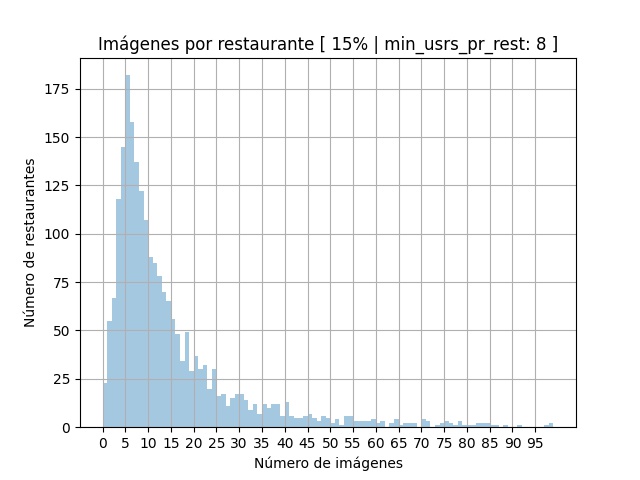 Imágenes por restaurante [ 15% | min_usrs_pr_rest: 8 ]
Número de restaurantes
175
150
125
100
75
50
25
0
0 5 10 15 20 25 30 35 40 45 50 55 60 65 70 75 80 85 90 95
Número de imágenes